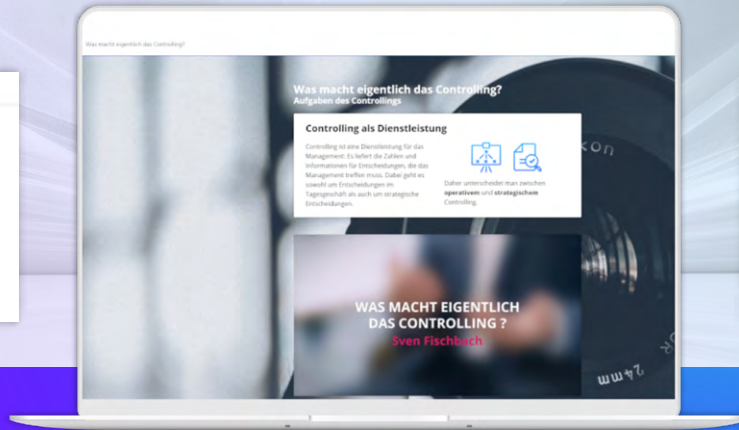 Was macht eigentlich das Controlling?
Was macht eigentlich das Controlling?
Aufgaben des Controllings
Controlling als Dienstleistung
Controlling ist eine Dienstleistung für das
Management: Es liefert die Zahlen und
Informationen für Entscheidungen, die das
Management treffen muss. Dabei geht es
sowohl um Entscheidungen im
Tagesgeschäft als auch um strategische
Entscheidungen.
Daher unterscheidet man zwischen
operativem und strategischem
Controlling.
WAS MACHT EIGENTLICH
DAS CONTROLLING ?
Sven Fischbach
kon
24mm